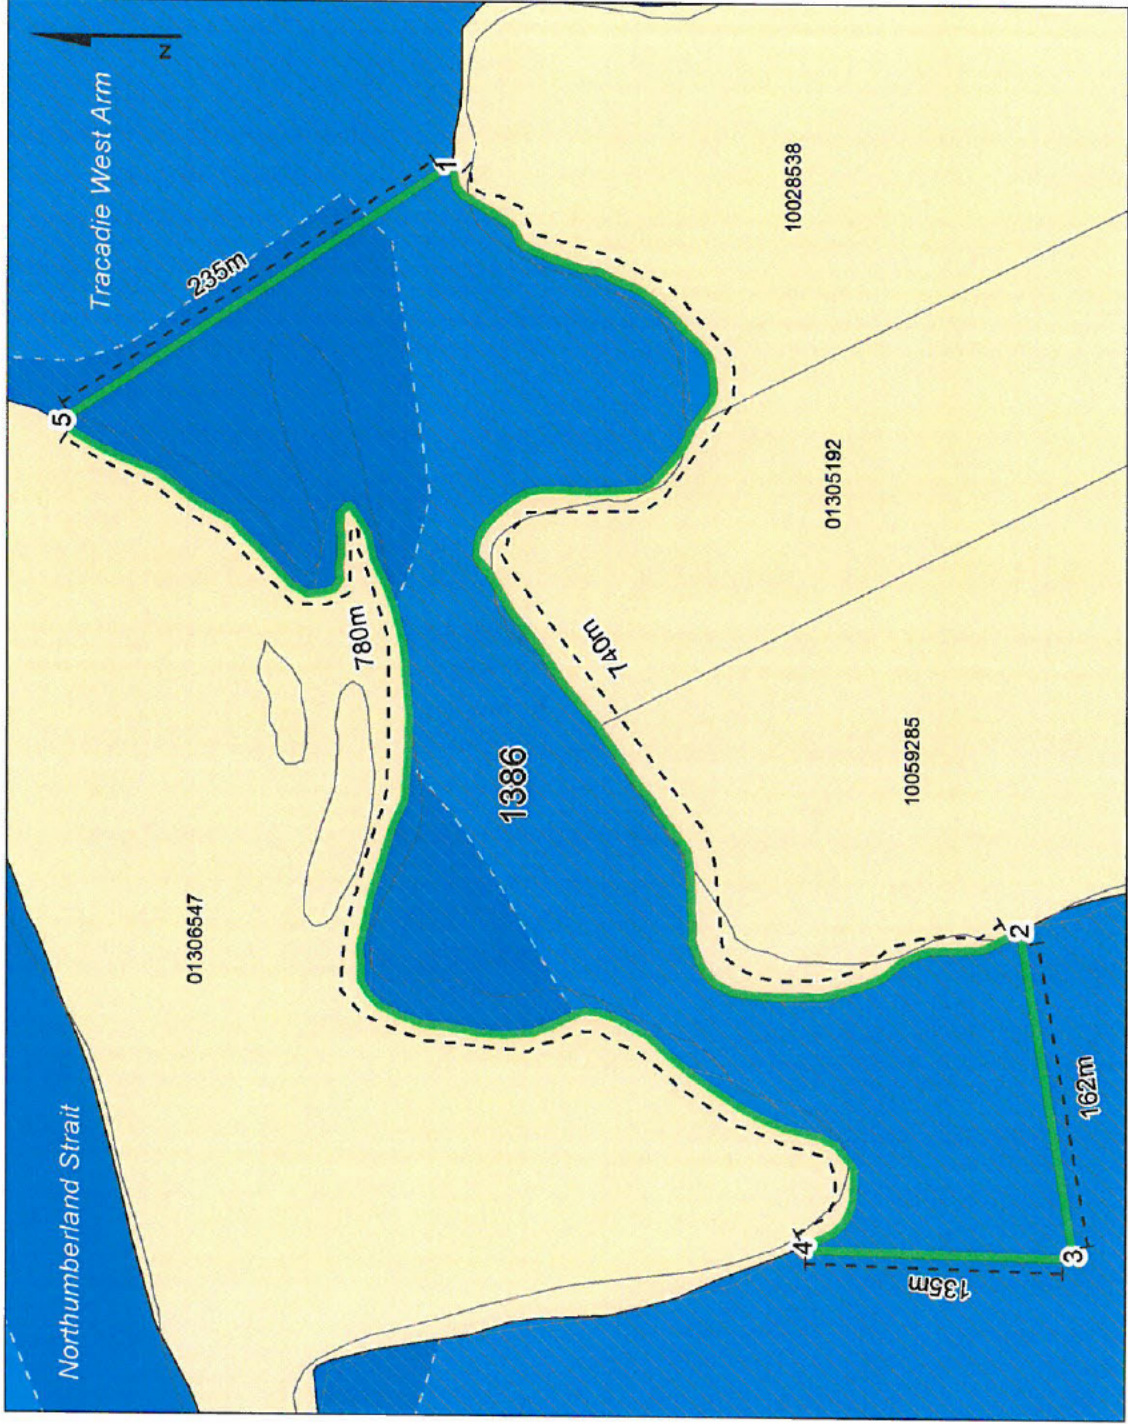 Northumberland Strait
Tracadie West Arm
N
5
235m
1
01306547
780m
1386
740m
10028538
01305192
10059285
4
135m
3
162m
2